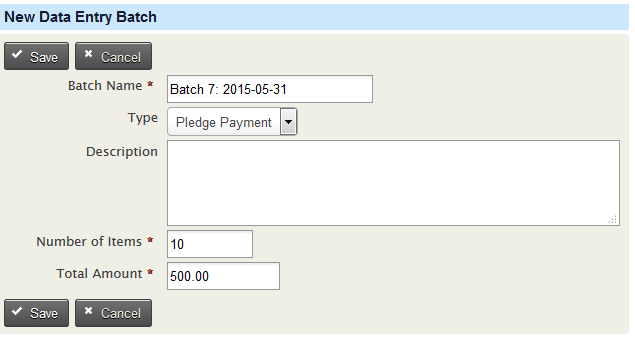 New Data Entry Batch
Save Cancel
Batch Name * Batch 7: 2015-05-31
Type Pledge Payment
Description
Number of Items * 10
Total Amount * 500.00
Save Cancel